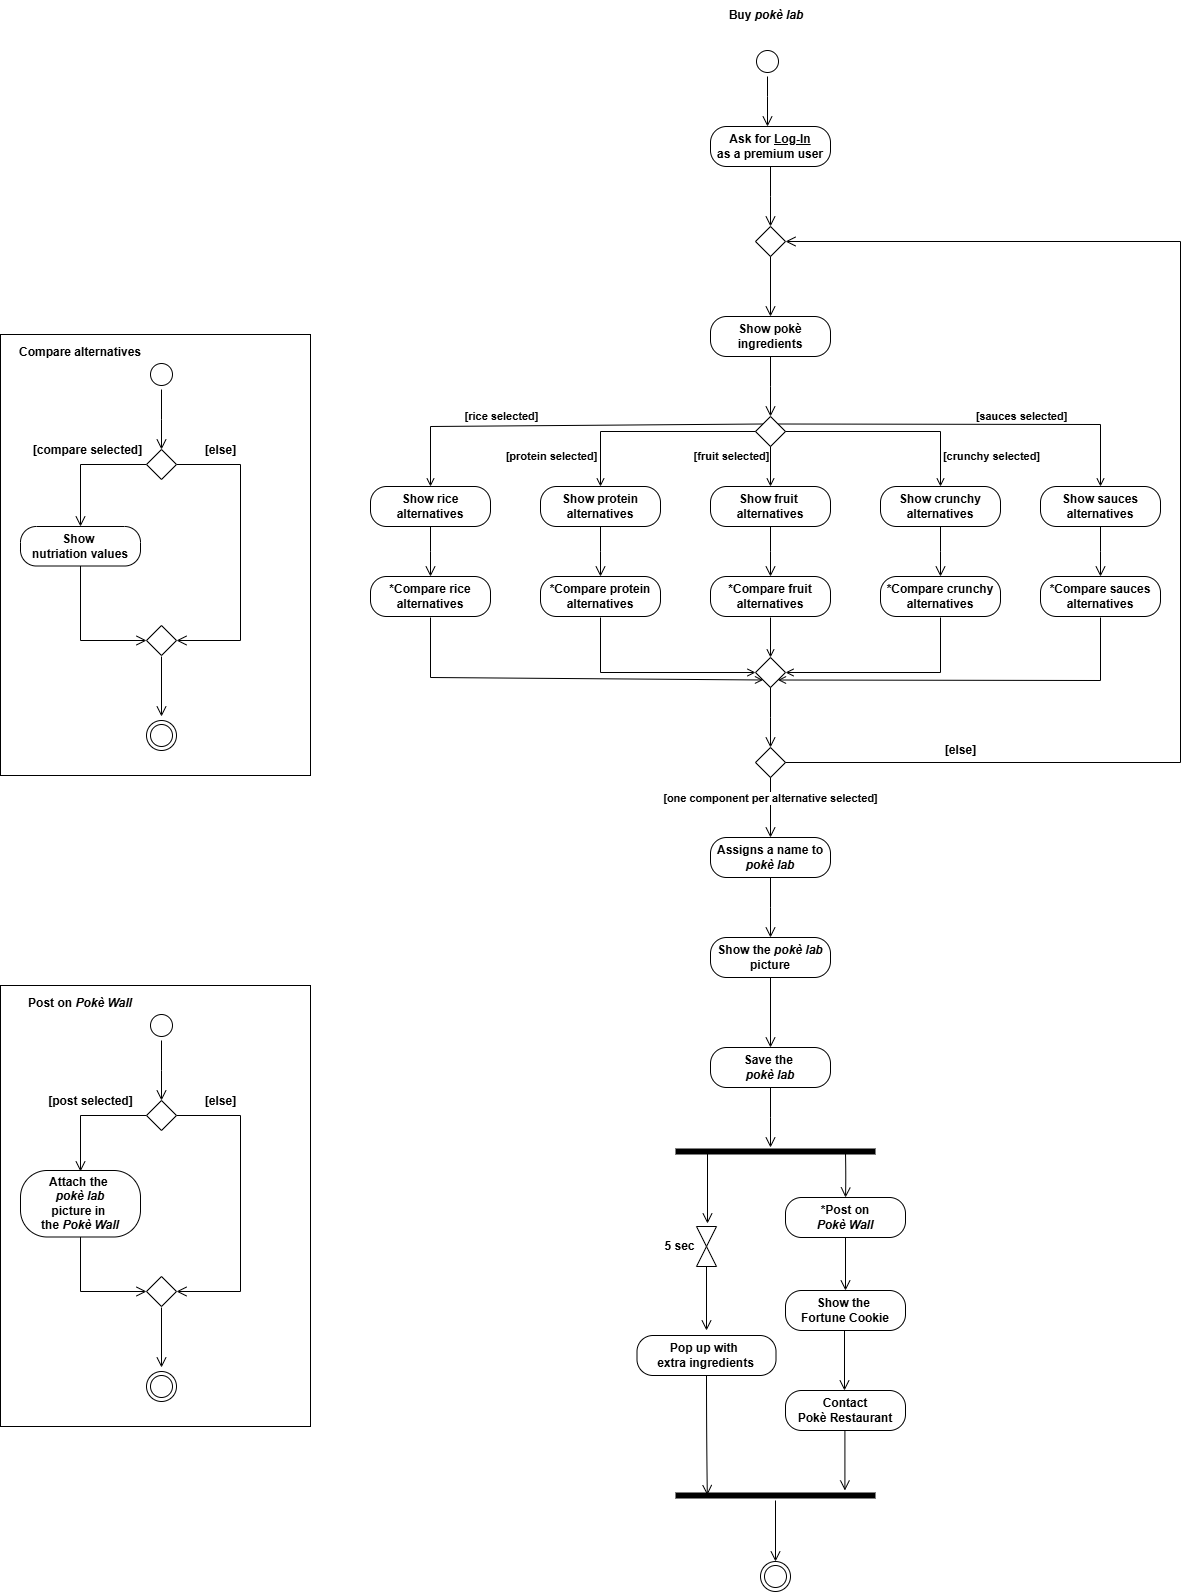 Buy pokè lab
Ask for Log-In
as a premium user
Show pokè
ingredients
[rice selected]
[sauces selected]
[protein selected]
[fruit selected]
[crunchy selected]
Show rice
alternatives
Show protein
alternatives
Show fruit
alternatives
Show crunchy
alternatives
Show sauces
alternatives
*Compare rice
alternatives
*Compare protein
alternatives
*Compare fruit
alternatives
*Compare crunchy
alternatives
*Compare sauces
alternatives
[else]
[one component per alternative selected]
Assigns a name to
pokè lab
Show the pokè lab
picture
Save the
pokè lab
5 sec
Pop up with
extra ingredients
*Post on
Pokè Wall
Show the
Fortune Cookie
Contact
Pokè Restaurant
Compare alternatives
[compare selected]
[else]
Show
nutriation values
Post on Pokè Wall
[post selected]
[else]
Attach the
pokè lab
picture in
the Pokè Wall